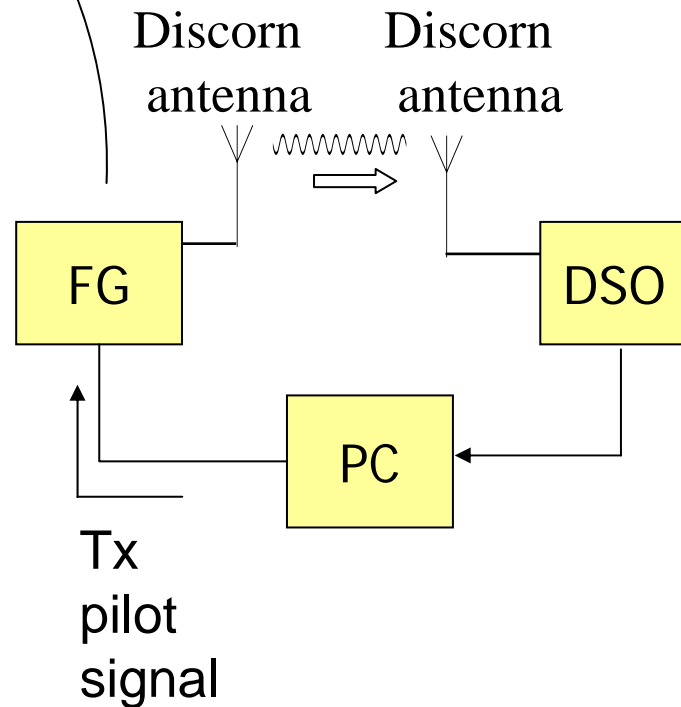 Discorn
antenna
Discorn
antenna
FG
DSO
PC
Tx
pilot
signal